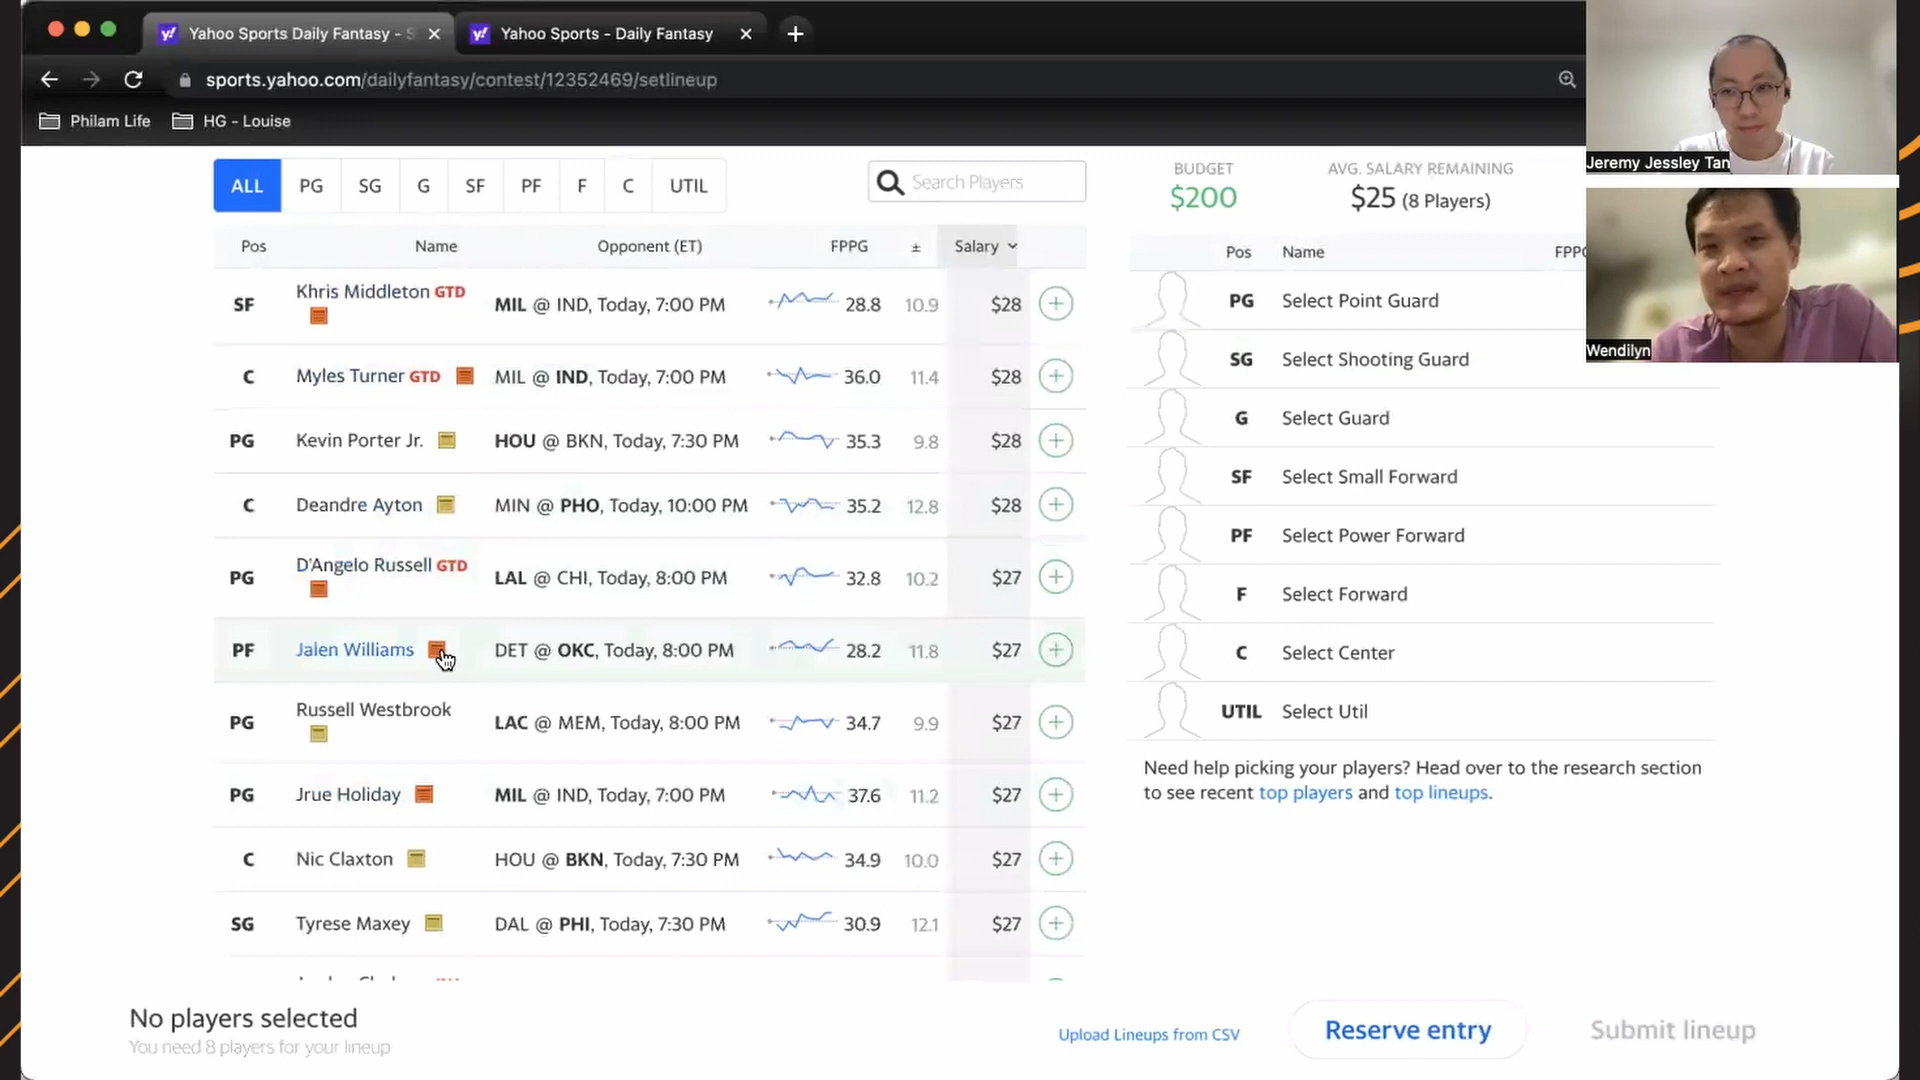 Yahoo Sports Daily Fantasy - S
Yahoo Sports - Daily Fantasy
sports.yahoo.com/dailyfantasy/contest/12352469/setlineup
Philam Life
HG - Louise
Jeremy Jessley Tan
Wendilyn
ALL PG SG G SF PF F C UTIL
Search Players
BUDGET
$200
AVG. SALARY REMAINING
$25 (8 Players)
Pos Name Opponent (ET) FPPG ± Salary
SF Khris Middleton GTD MIL @ IND, Today, 7:00 PM 28.8 10.9 $28
C Myles Turner GTD MIL @ IND, Today, 7:00 PM 36.0 11.4 $28
PG Kevin Porter Jr. HOU @ BKN, Today, 7:30 PM 35.3 9.8 $28
C Deandre Ayton MIN @ PHO, Today, 10:00 PM 35.2 12.8 $28
PG D'Angelo Russell GTD LAL @ CHI, Today, 8:00 PM 32.8 10.2 $27
PF Jalen Williams DET @ OKC, Today, 8:00 PM 28.2 11.8 $27
PG Russell Westbrook LAC @ MEM, Today, 8:00 PM 34.7 9.9 $27
PG Jrue Holiday MIL @ IND, Today, 7:00 PM 37.6 11.2 $27
C Nic Claxton HOU @ BKN, Today, 7:30 PM 34.9 10.0 $27
SG Tyrese Maxey DAL @ PHI, Today, 7:30 PM 30.9 12.1 $27
Pos Name FPPG
PG Select Point Guard
SG Select Shooting Guard
G Select Guard
SF Select Small Forward
PF Select Power Forward
F Select Forward
C Select Center
UTIL Select Util
Need help picking your players? Head over to the research section
to see recent top players and top lineups.
No players selected
You need 8 players for your lineup
Upload Lineups from CSV
Reserve entry
Submit lineup